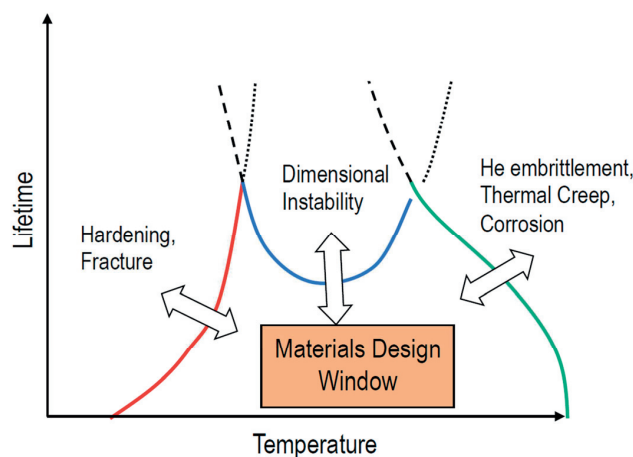 Lifetime
Dimensional
Instability
He embrittlement,
Thermal Creep,
Corrosion
Hardening,
Fracture
Materials Design
Window
Temperature